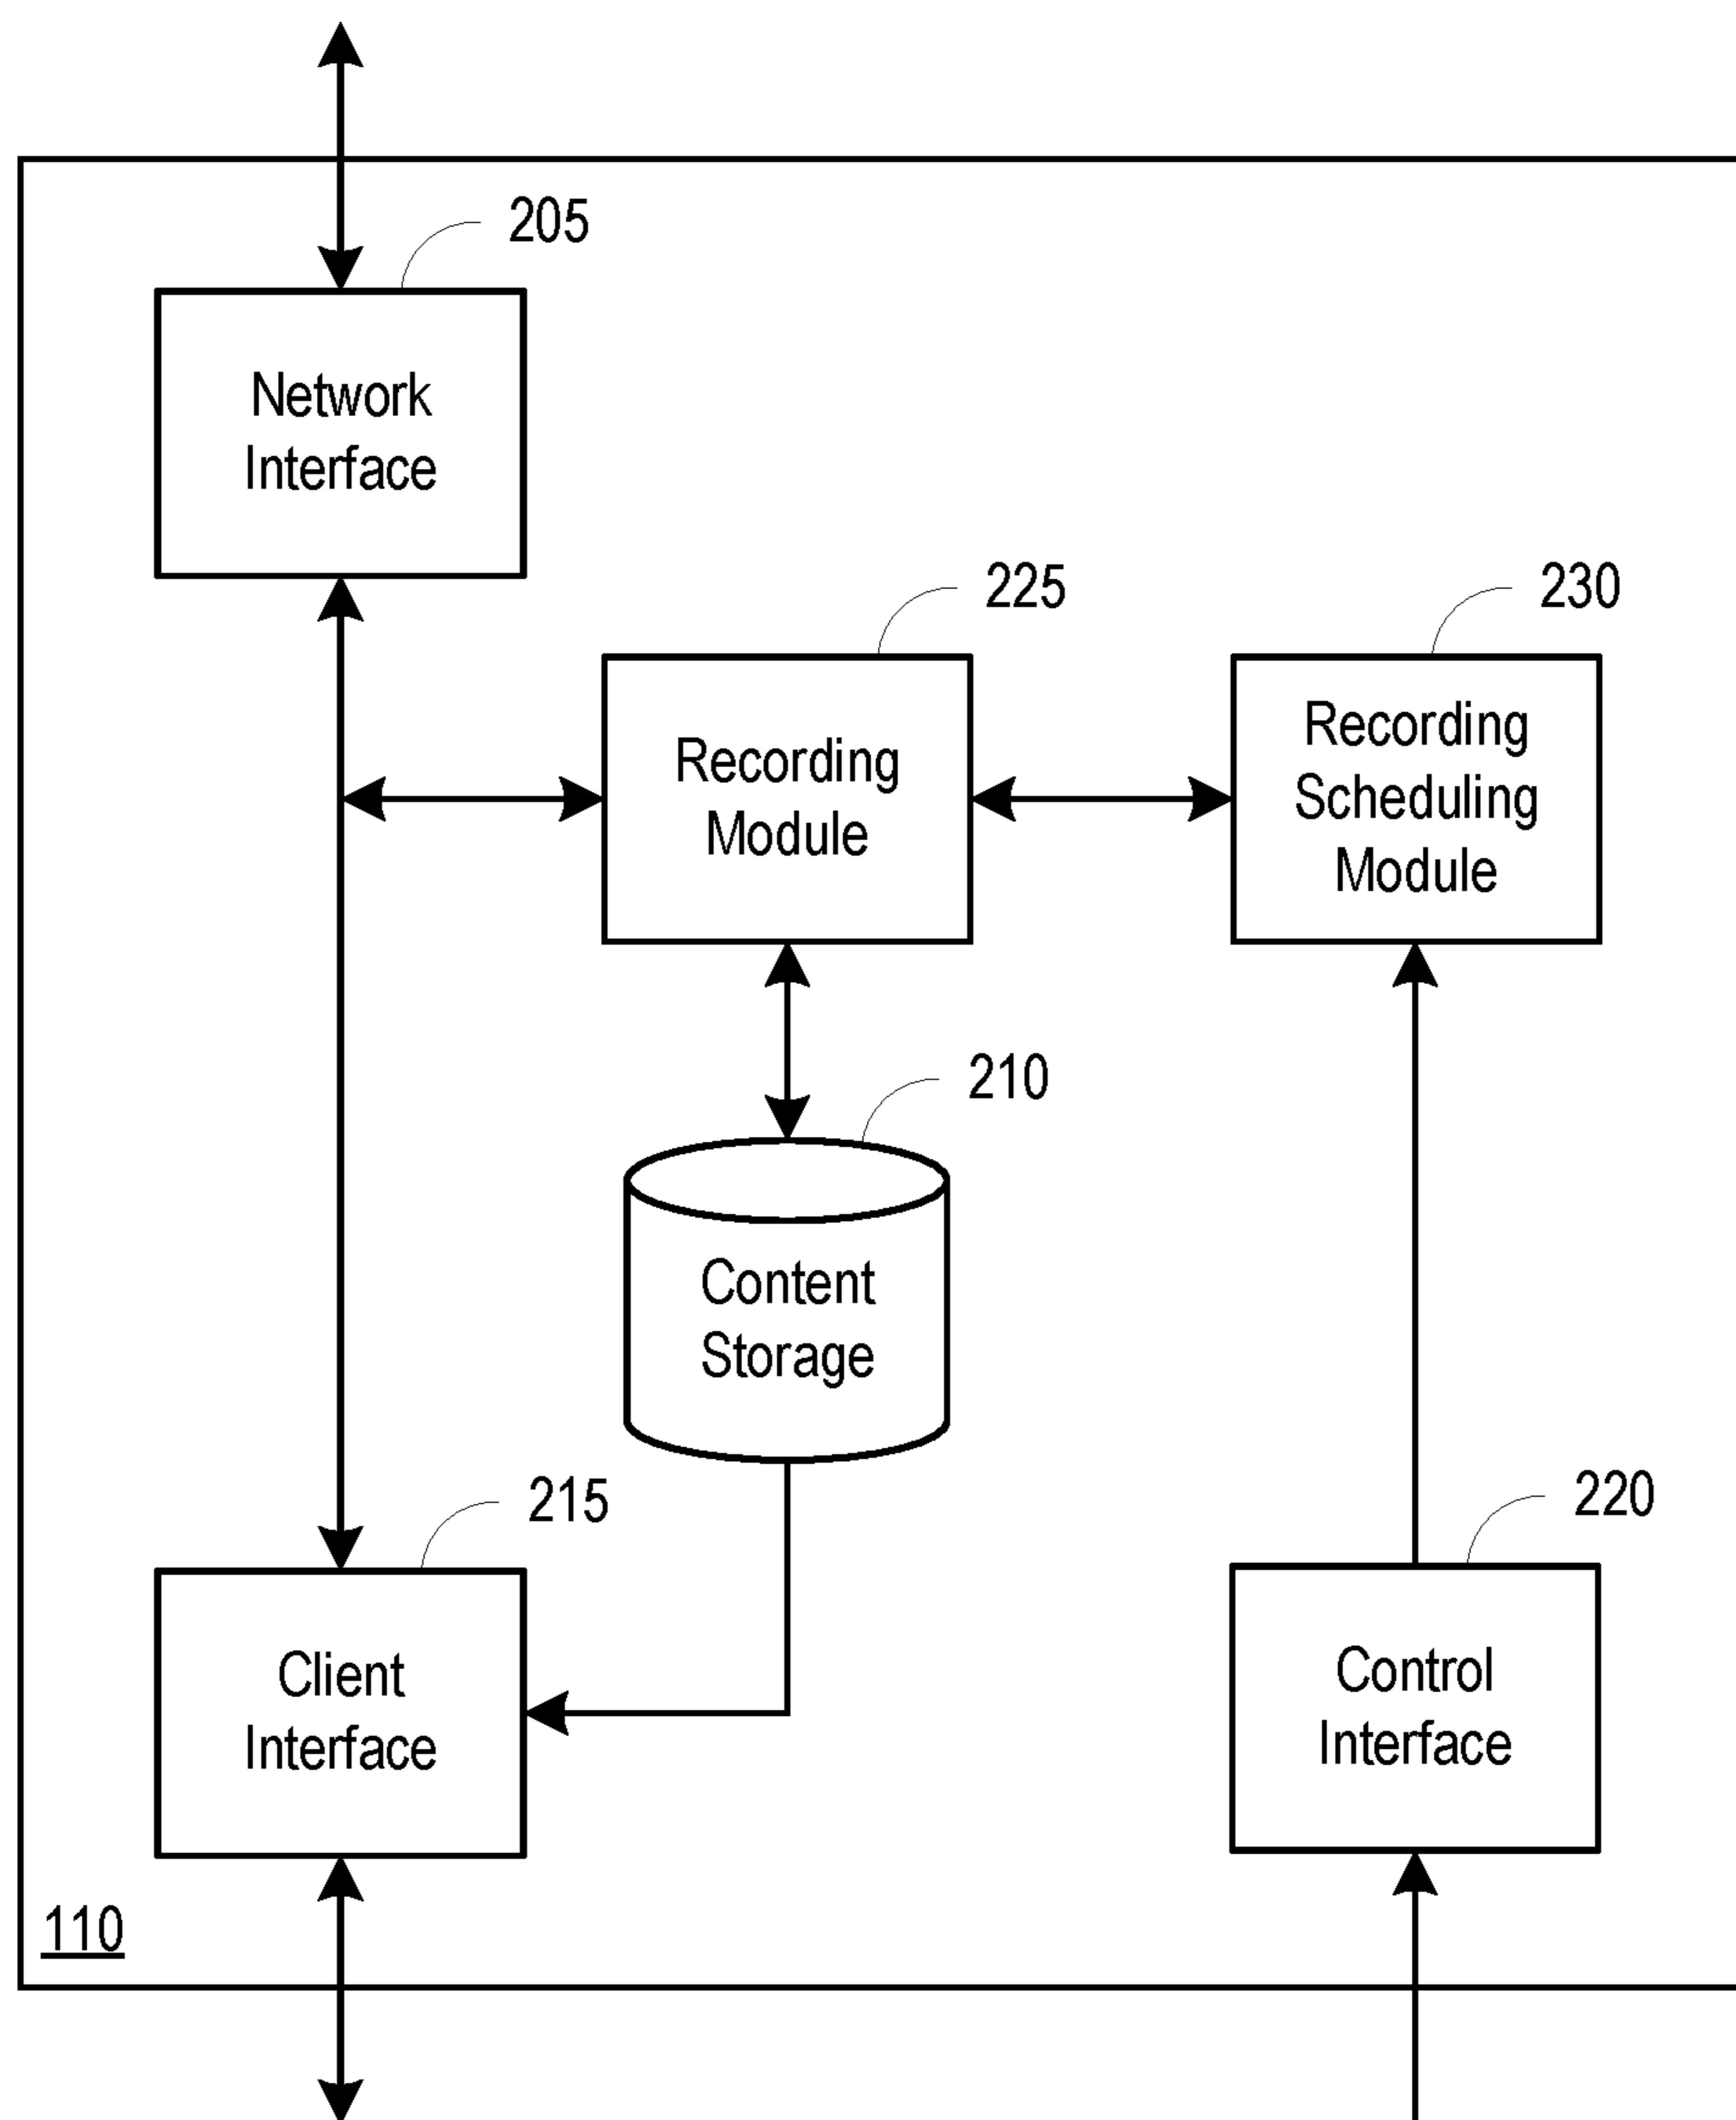 205
Network
Interface
225
Recording
Module
230
Recording
Scheduling
Module
210
Content
Storage
215
Client
Interface
220
Control
Interface
110